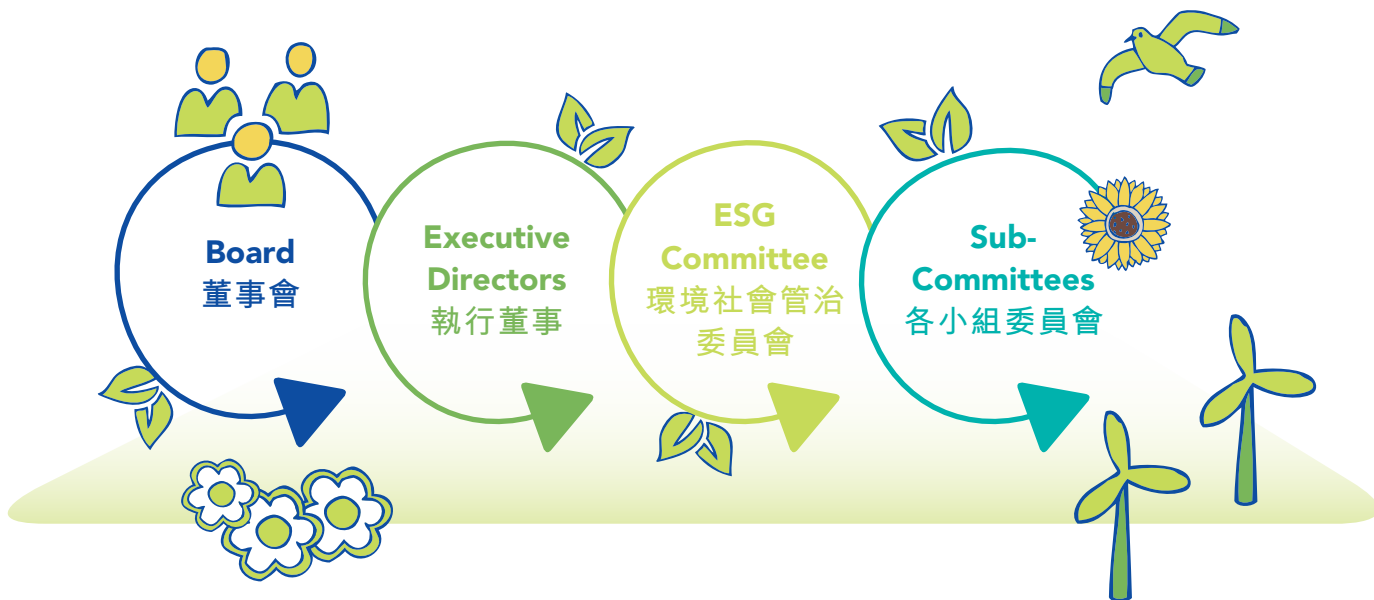 Board
董事會
Executive
Directors
執行董事
ESG
Committee
環境社會管治
委員會
Sub-
Committees
各小組委員會